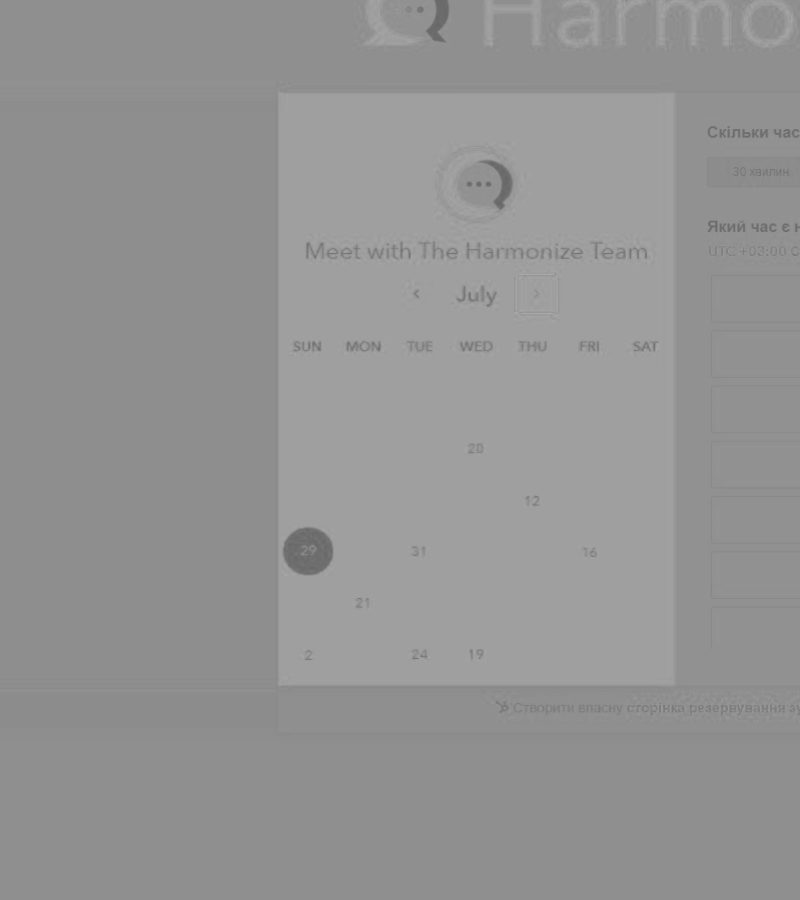 Harmo
Meet with The Harmonize Team
July
SUN MON TUE WED THU FRI SAT
20
12
29 31 16
21
2 24 19
Скільки час
30 хвилин
Який час є н
UTC +03:00 С
Створити власну сторінка резервування ау